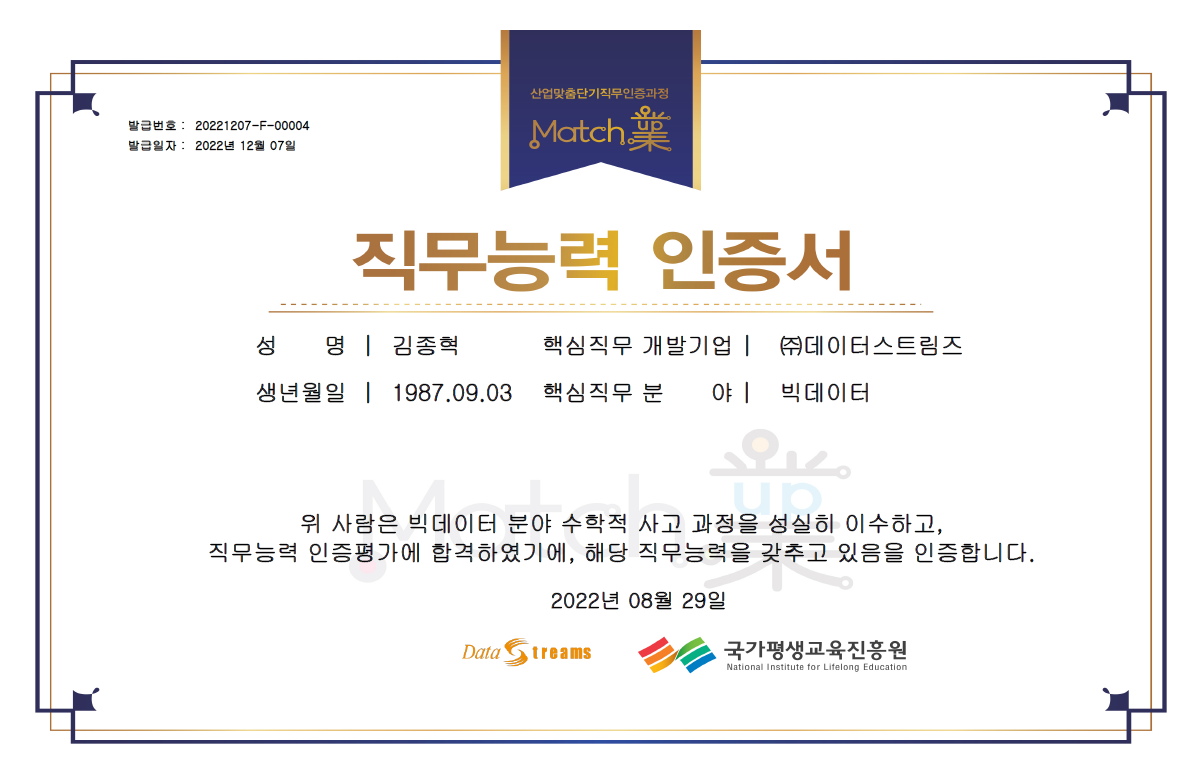 산업맞춤단기직무인증과정
Match業
up
발급번호 : 20221207-F-00004
발급일자 : 2022년 12월 07일
직무능력 인증서
성 명 | 김종혁 핵심직무 개발기업 | ㈜데이터스트림즈
생년월일 | 1987.09.03 핵심직무 분 야 | 빅데이터
Match業
up
위 사람은 빅데이터 분야 수학적 사고 과정을 성실히 이수하고,
직무능력 인증평가에 합격하였기에, 해당 직무능력을 갖추고 있음을 인증합니다.
2022년 08월 29일
Data Streams 국가평생교육진흥원
National Institute for Lifelong Education